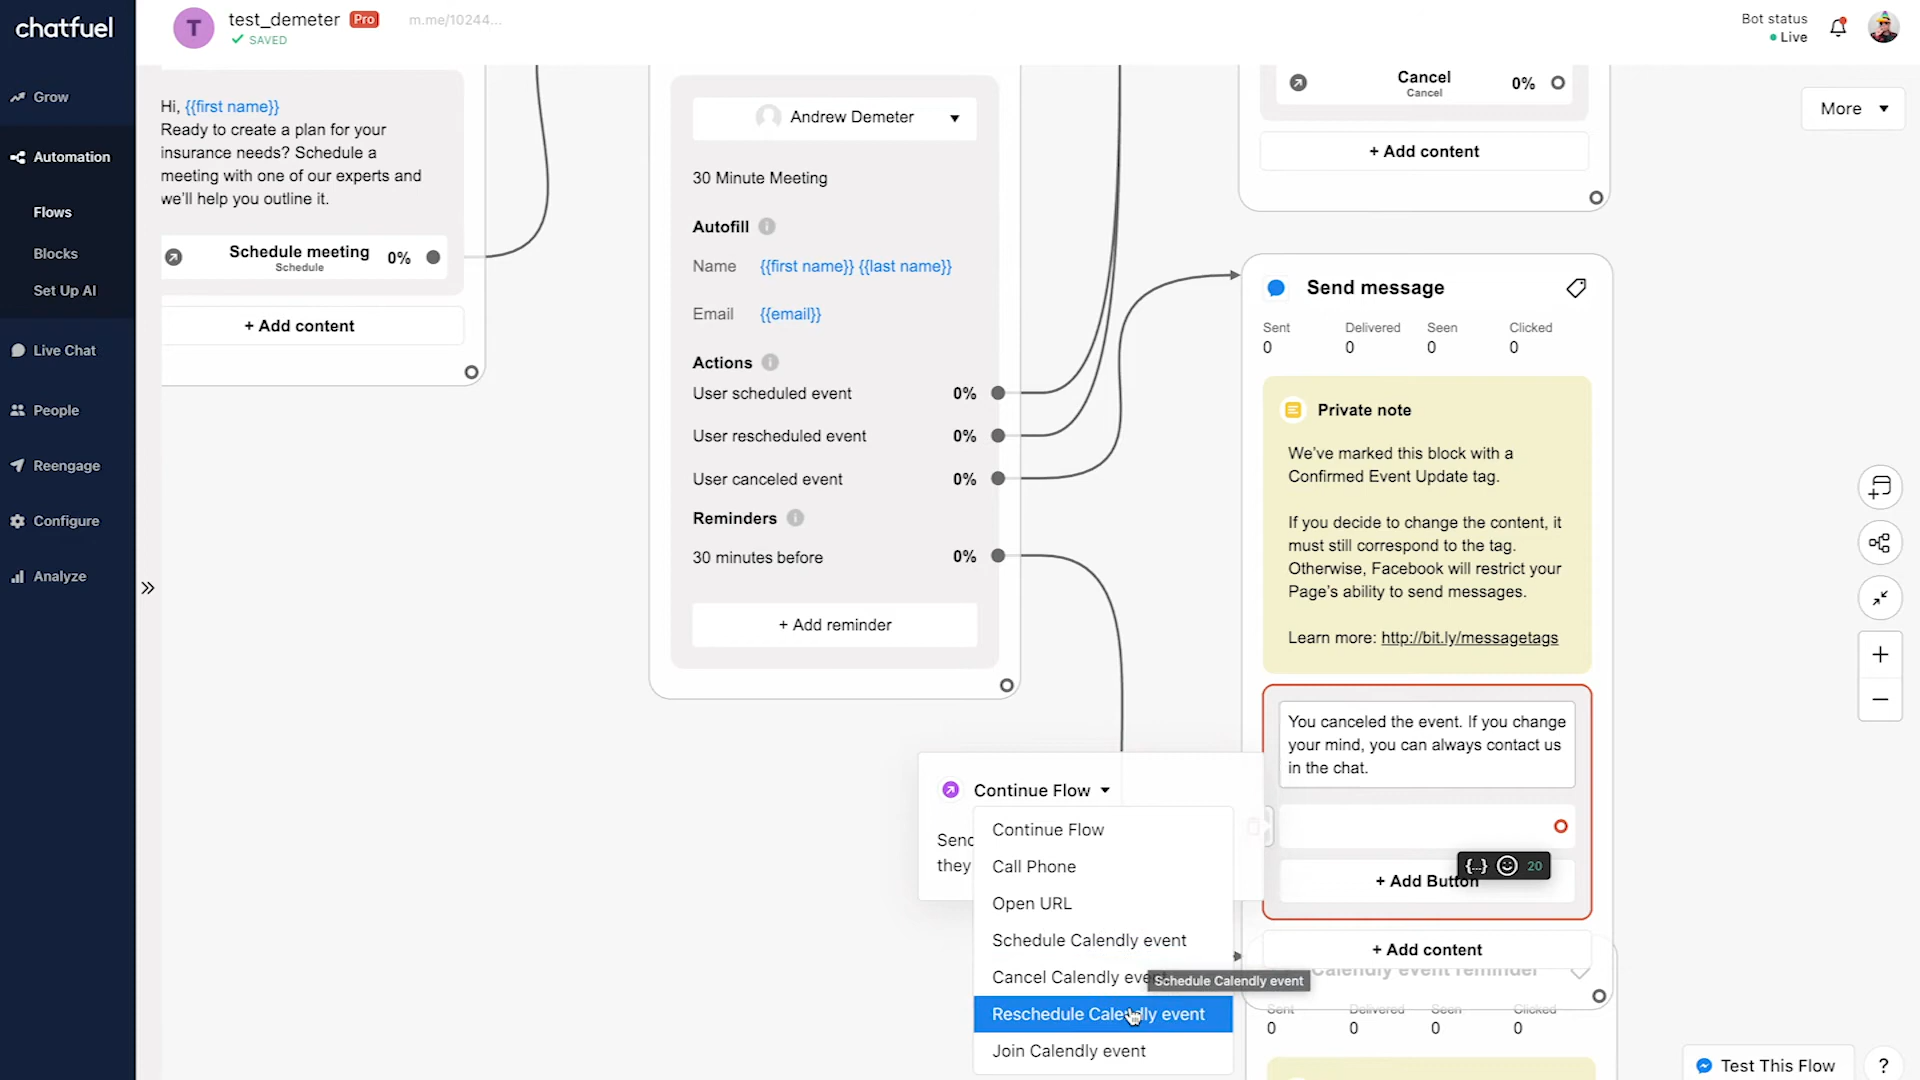 chatfuel
T
test_demeter Pro
m.me/10244...
SAVED
Bot status
Live
Grow
Automation
Flows
Blocks
Set Up AI
Live Chat
People
Reengage
Configure
Analyze
Hi, {{first name}}
Ready to create a plan for your
insurance needs? Schedule a
meeting with one of our experts and
we'll help you outline it.
Schedule meeting 0%
Schedule
+ Add content
Andrew Demeter
30 Minute Meeting
Autofill
Name {{first name}} {{last name}}
Email {{email}}
Actions
User scheduled event 0%
User rescheduled event 0%
User canceled event 0%
Reminders
30 minutes before 0%
+ Add reminder
Cancel 0%
Cancel
+ Add content
More
Send message
Sent Delivered Seen Clicked
0 0 0 0
Private note
We've marked this block with a
Confirmed Event Update tag.
If you decide to change the content, it
must still correspond to the tag.
Otherwise, Facebook will restrict your
Page's ability to send messages.
Learn more: http://bit.ly/messagetags
You canceled the event. If you change
your mind, you can always contact us
in the chat.
{...} 20
+ Add Button
+ Add content
Continue Flow
Send
they
Continue Flow
Call Phone
Open URL
Schedule Calendly event
Cancel Calendly event
Schedule Calendly event
Reschedule Calendly event
Join Calendly event
Calendly event reminder
Sent Delivered Seen Clicked
0 0 0 0
Test This Flow
?